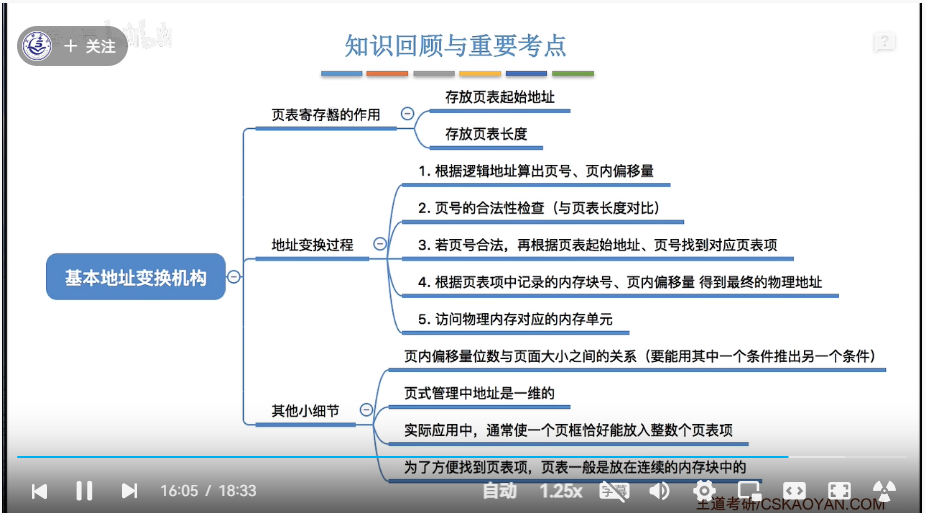 + 关注
知识回顾与重要考点
?
基本地址变换机构
页表寄存器的作用
存放页表起始地址
存放页表长度
地址变换过程
1. 根据逻辑地址算出页号、页内偏移量
2. 页号的合法性检查（与页表长度对比）
3. 若页号合法，再根据页表起始地址、页号找到对应页表项
4. 根据页表项中记录的内存块号、页内偏移量 得到最终的物理地址
5. 访问物理内存对应的内存单元
其他小细节
页内偏移量位数与页面大小之间的关系（要能用其中一个条件推出另一个条件）
页式管理中地址是一维的
实际应用中，通常使一个页框恰好能放入整数个页表项
为了方便找到页表项，页表一般是放在连续的内存块中的
16:05 / 18:33
自动
1.25x
字幕
王道考研/CSKAOYAN.COM